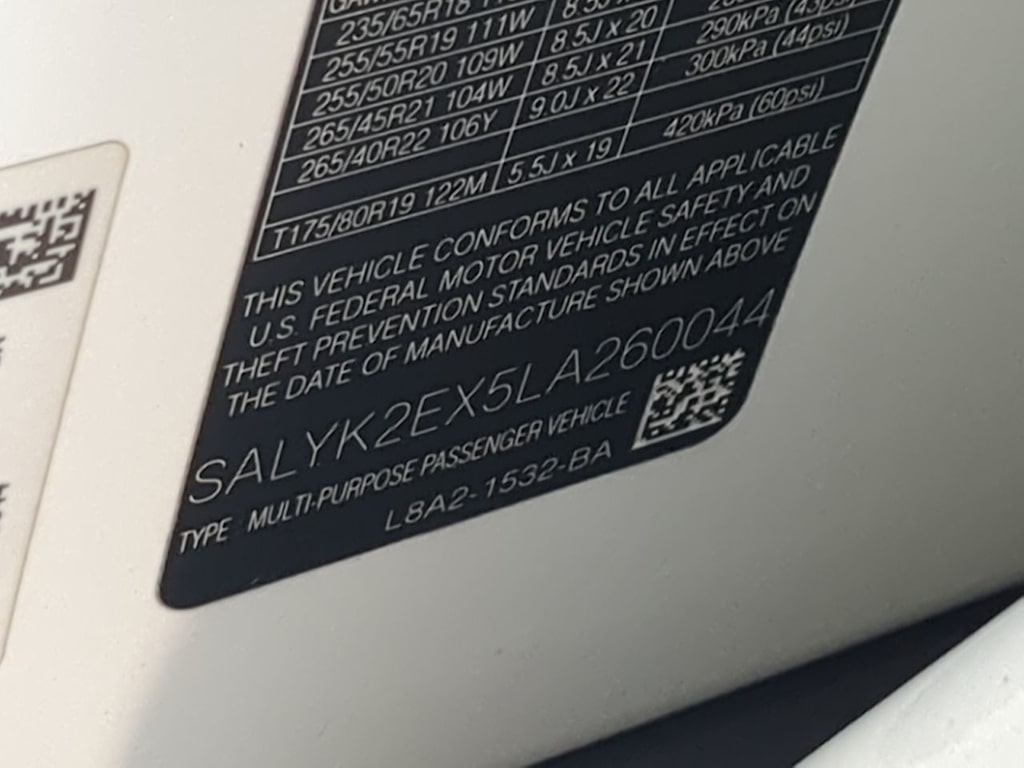 235/65R18
255/55R19 111W
255/50R20 109W 8.5J x 20
265/45R21 104W 8.5J x 21 290kPa (43psi)
265/40R22 106Y 9.0J x 22 300kPa (44psi)
T175/80R19 122M 5.5J x 19 420kPa (60psi)
THIS VEHICLE CONFORMS TO ALL APPLICABLE
U.S. FEDERAL MOTOR VEHICLE SAFETY AND
THEFT PREVENTION STANDARDS IN EFFECT ON
THE DATE OF MANUFACTURE SHOWN ABOVE
SALYK2EX5LA260044
TYPE MULTI-PURPOSE PASSENGER VEHICLE
L8A2-1532-BA